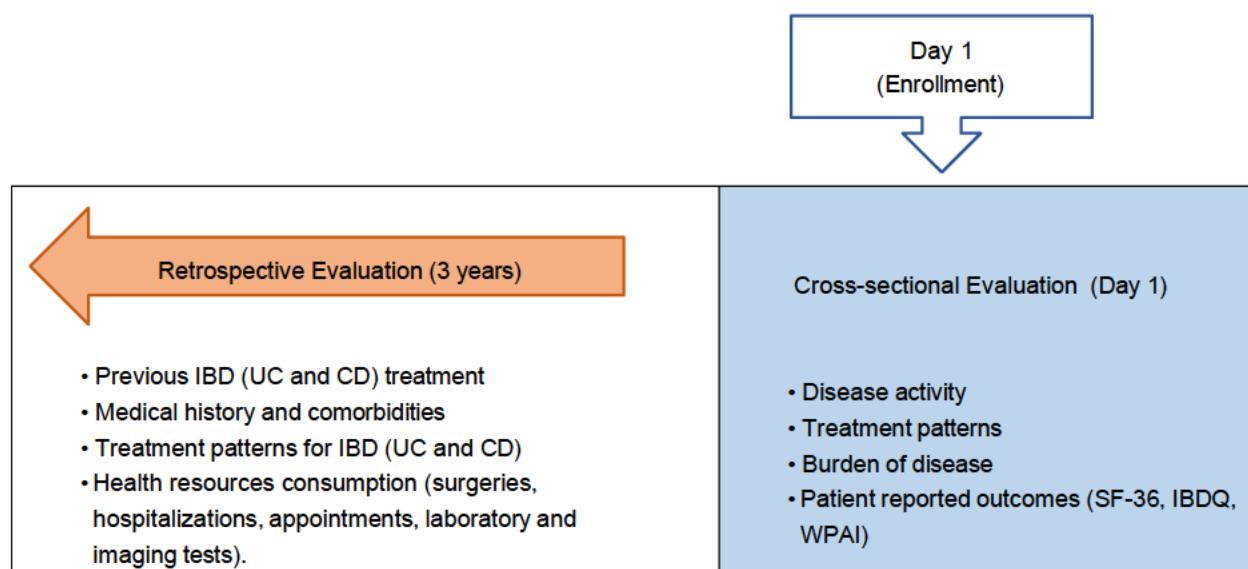 Day 1
(Enrollment)
Retrospective Evaluation (3 years)
• Previous IBD (UC and CD) treatment
• Medical history and comorbidities
• Treatment patterns for IBD (UC and CD)
• Health resources consumption (surgeries,
hospitalizations, appointments, laboratory and
imaging tests).
Cross-sectional Evaluation (Day 1)
• Disease activity
• Treatment patterns
• Burden of disease
• Patient reported outcomes (SF-36, IBDQ,
WPAI)